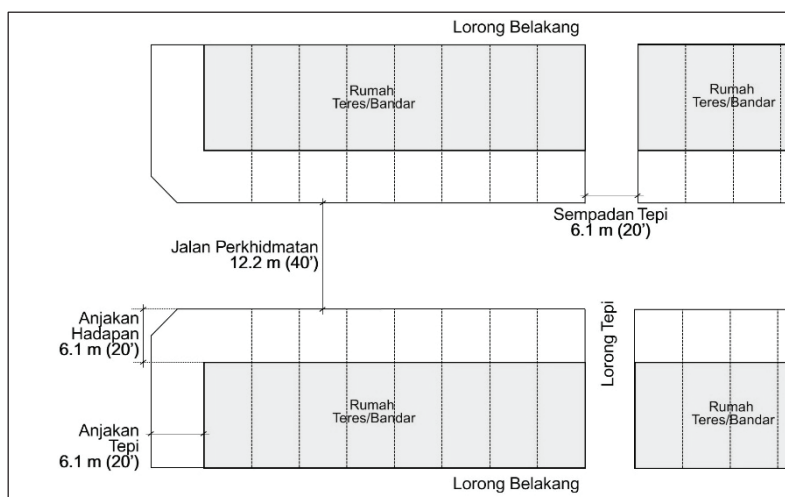 Lorong Belakang
Rumah
Teres/Bandar
Rumah
Teres/Bandar
Sempadan Tepi
6.1 m (20')
Jalan Perkhidmatan
12.2 m (40')
Anjakan
Hadapan
6.1 m (20')
Lorong Tepi
Rumah
Teres/Bandar
Rumah
Teres/Bandar
Anjakan
Tepi
6.1 m (20')
Lorong Belakang